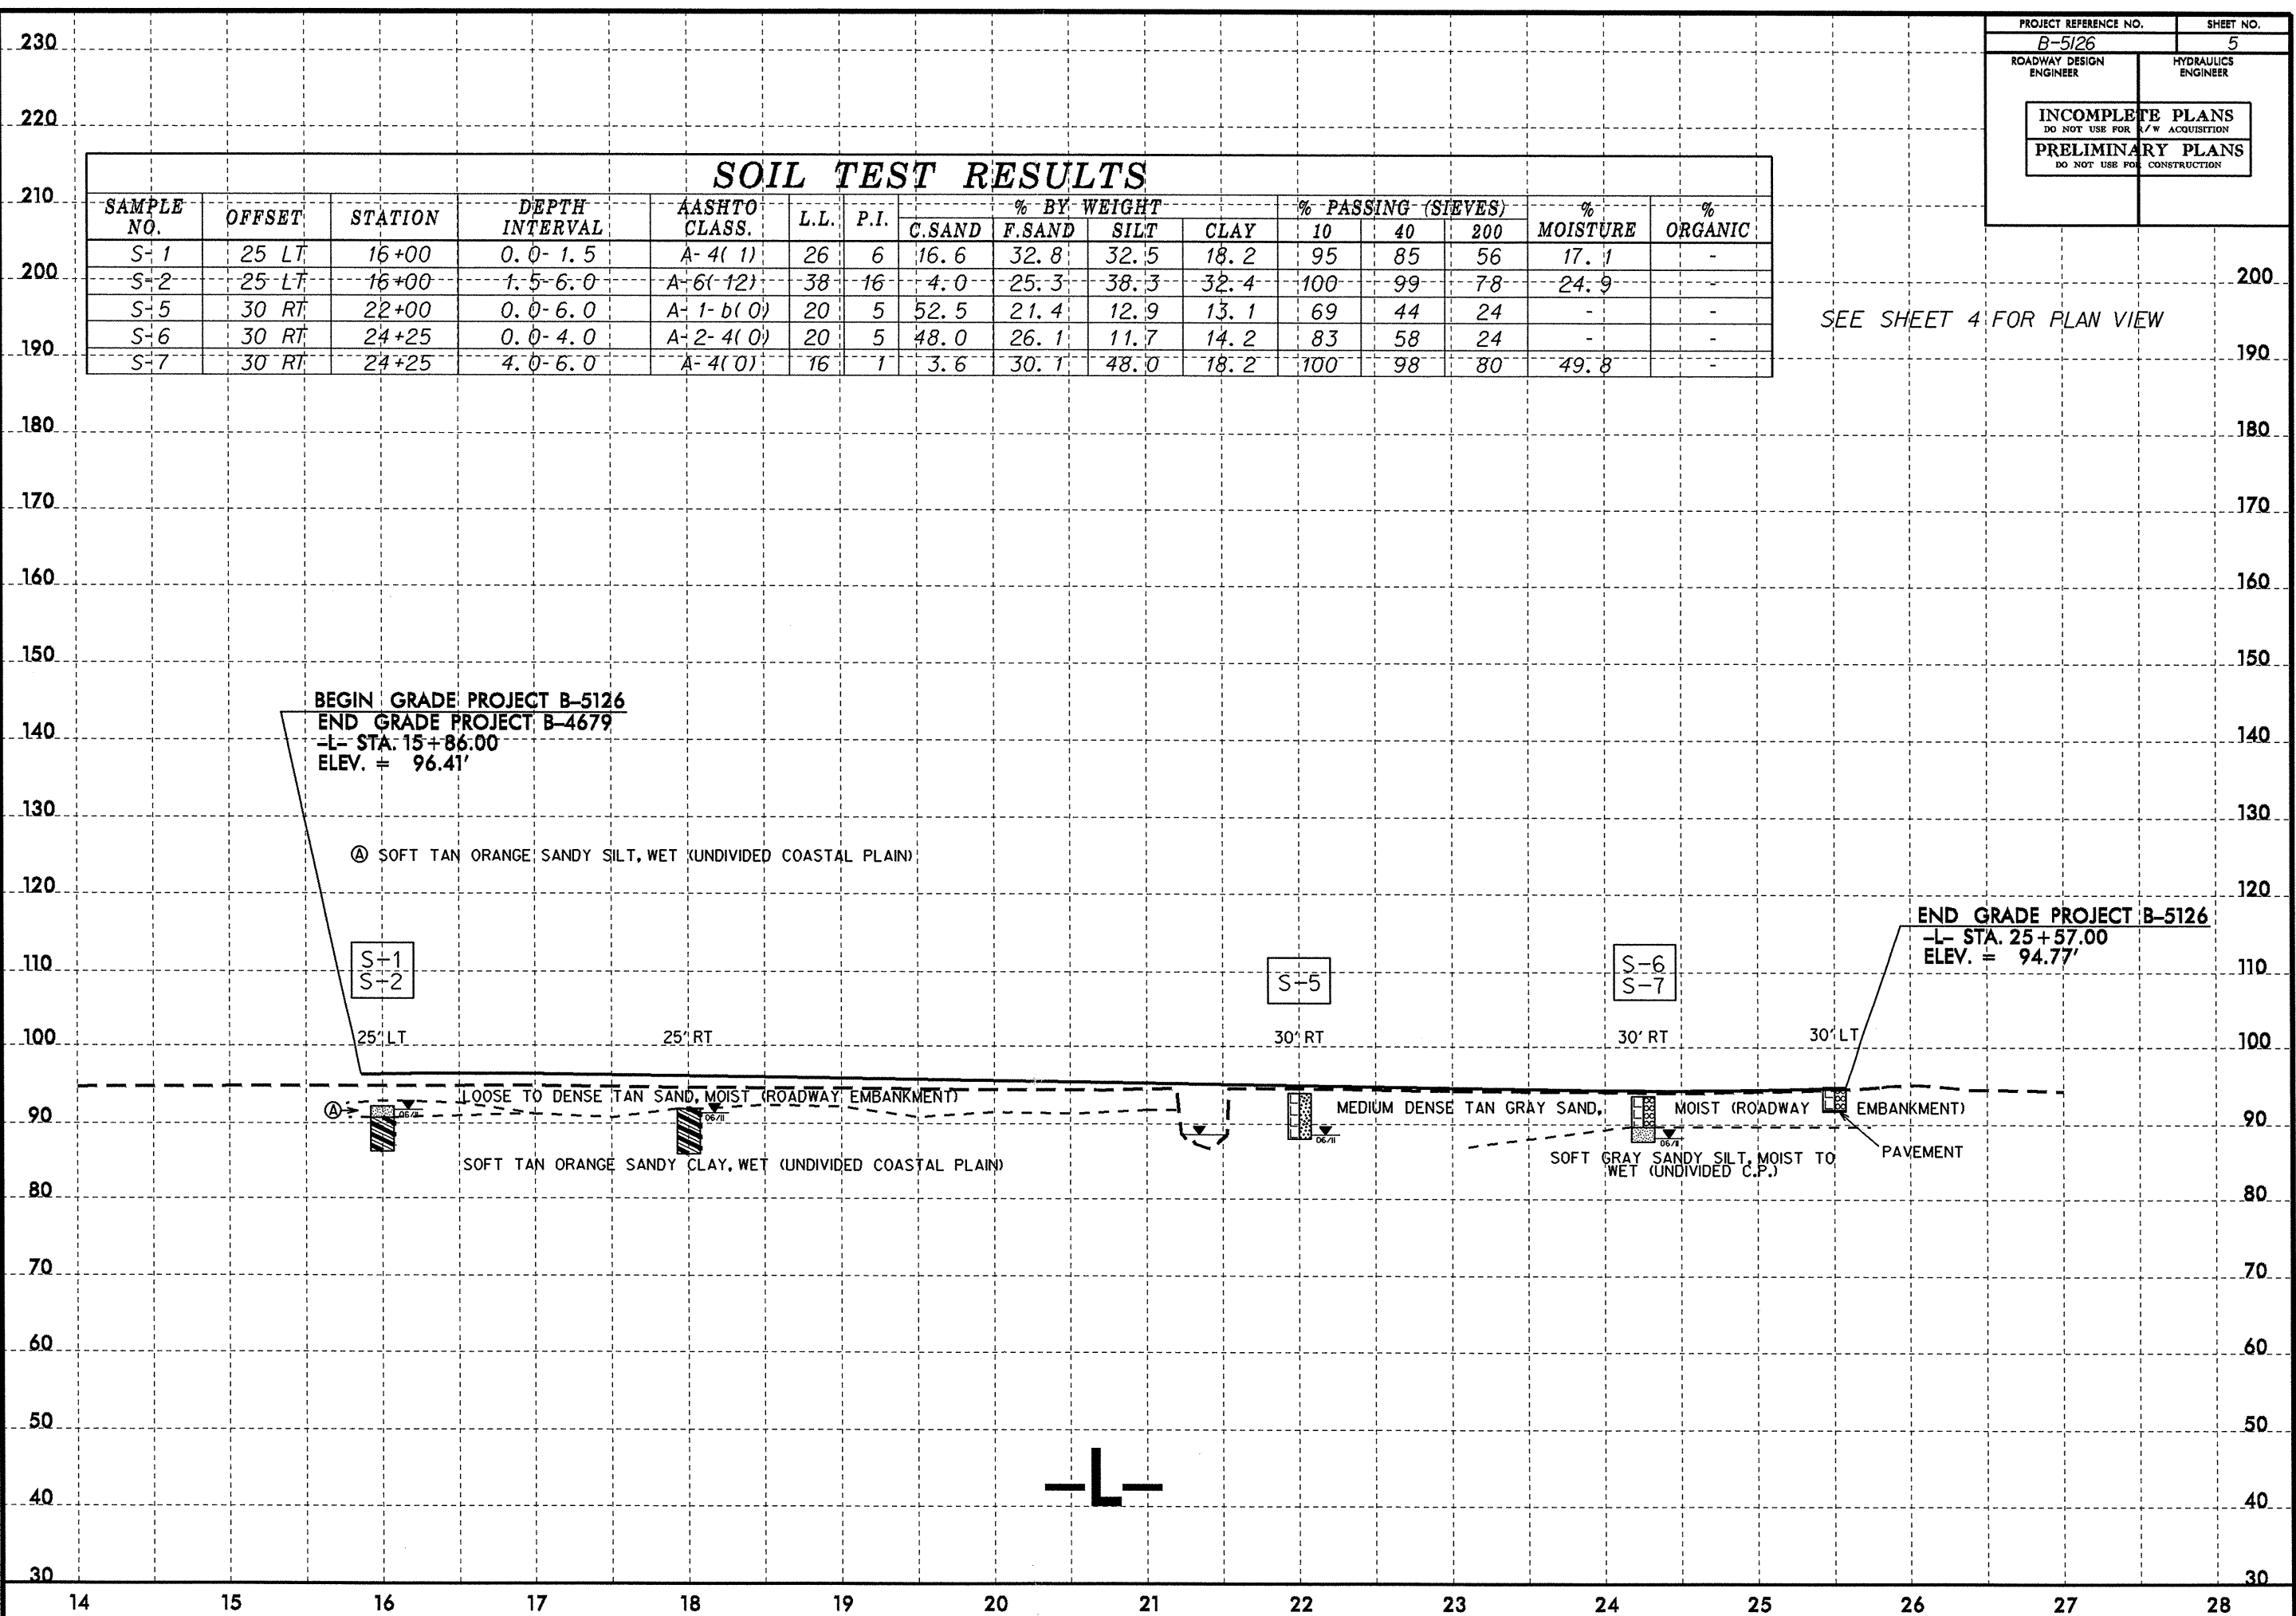 PROJECT REFERENCE NO. SHEET NO.
B-5126 5
ROADWAY DESIGN ENGINEER HYDRAULICS ENGINEER
INCOMPLETE PLANS
DO NOT USE FOR R/W ACQUISITION
PRELIMINARY PLANS
DO NOT USE FOR CONSTRUCTION
230
220
SOIL TEST RESULTS
210
SAMPLE NO. OFFSET STATION DEPTH INTERVAL AASHTO CLASS. L.L. P.I. % BY WEIGHT % PASSING (SIEVES) % MOISTURE % ORGANIC
C.SAND F.SAND SILT CLAY 10 40 200
S-1 25 LT 16+00 0.0-1.5 A-4(1) 26 6 16.6 32.8 32.5 18.2 95 85 56 17.1 -
S-2 25 LT 16+00 1.5-6.0 A-6(12) 38 16 4.0 25.3 38.3 32.4 100 99 78 24.9 -
S-5 30 RT 22+00 0.0-6.0 A-1-b(0) 20 5 52.5 21.4 12.9 13.1 69 44 24 - -
S-6 30 RT 24+25 0.0-4.0 A-2-4(0) 20 5 48.0 26.1 11.7 14.2 83 58 24 - -
S-7 30 RT 24+25 4.0-6.0 A-4(0) 16 1 3.6 30.1 48.0 18.2 100 98 80 49.8 -
200 200
SEE SHEET 4 FOR PLAN VIEW
190 190
180 180
170 170
160 160
150 150
BEGIN GRADE PROJECT B-5126
END GRADE PROJECT B-4679
-L- STA. 15+86.00
ELEV. = 96.41'
140 140
130 130
A SOFT TAN ORANGE SANDY SILT, WET (UNDIVIDED COASTAL PLAIN)
120 120
END GRADE PROJECT B-5126
-L- STA. 25+57.00
ELEV. = 94.77'
110 110
S-1
S-2
S-5
S-6
S-7
25' LT 25' RT 30' RT 30' RT 30' LT
100 100
LOOSE TO DENSE TAN SAND, MOIST (ROADWAY EMBANKMENT)
MEDIUM DENSE TAN GRAY SAND, MOIST (ROADWAY EMBANKMENT)
A
06/11 06/11 06/11 06/11
90 90
PAVEMENT
SOFT TAN ORANGE SANDY CLAY, WET (UNDIVIDED COASTAL PLAIN)
SOFT GRAY SANDY SILT, MOIST TO
WET (UNDIVIDED C.P.)
80 80
70 70
60 60
50 50
-L-
40 40
30 30
14 15 16 17 18 19 20 21 22 23 24 25 26 27 28